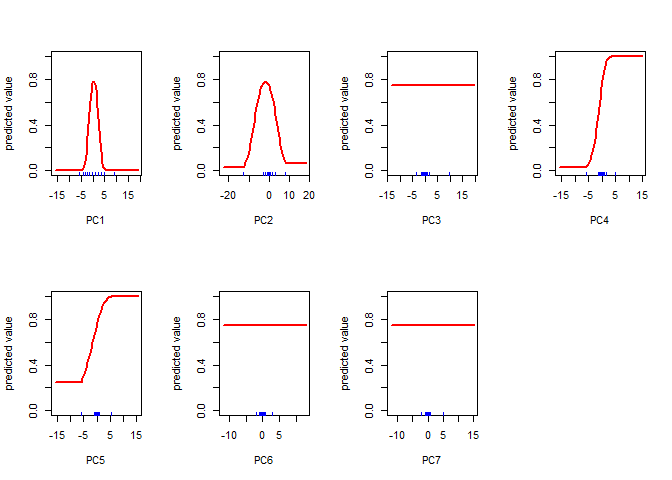 predicted value
0.0 0.4 0.8
-15 -5 5 15
PC1
predicted value
0.0 0.4 0.8
-20 0 10 20
PC2
predicted value
0.0 0.4 0.8
-15 -5 5 15
PC3
predicted value
0.0 0.4 0.8
-15 -5 5 15
PC4
predicted value
0.0 0.4 0.8
-15 -5 5 15
PC5
predicted value
0.0 0.4 0.8
-10 0 5
PC6
predicted value
0.0 0.4 0.8
-10 0 5 15
PC7